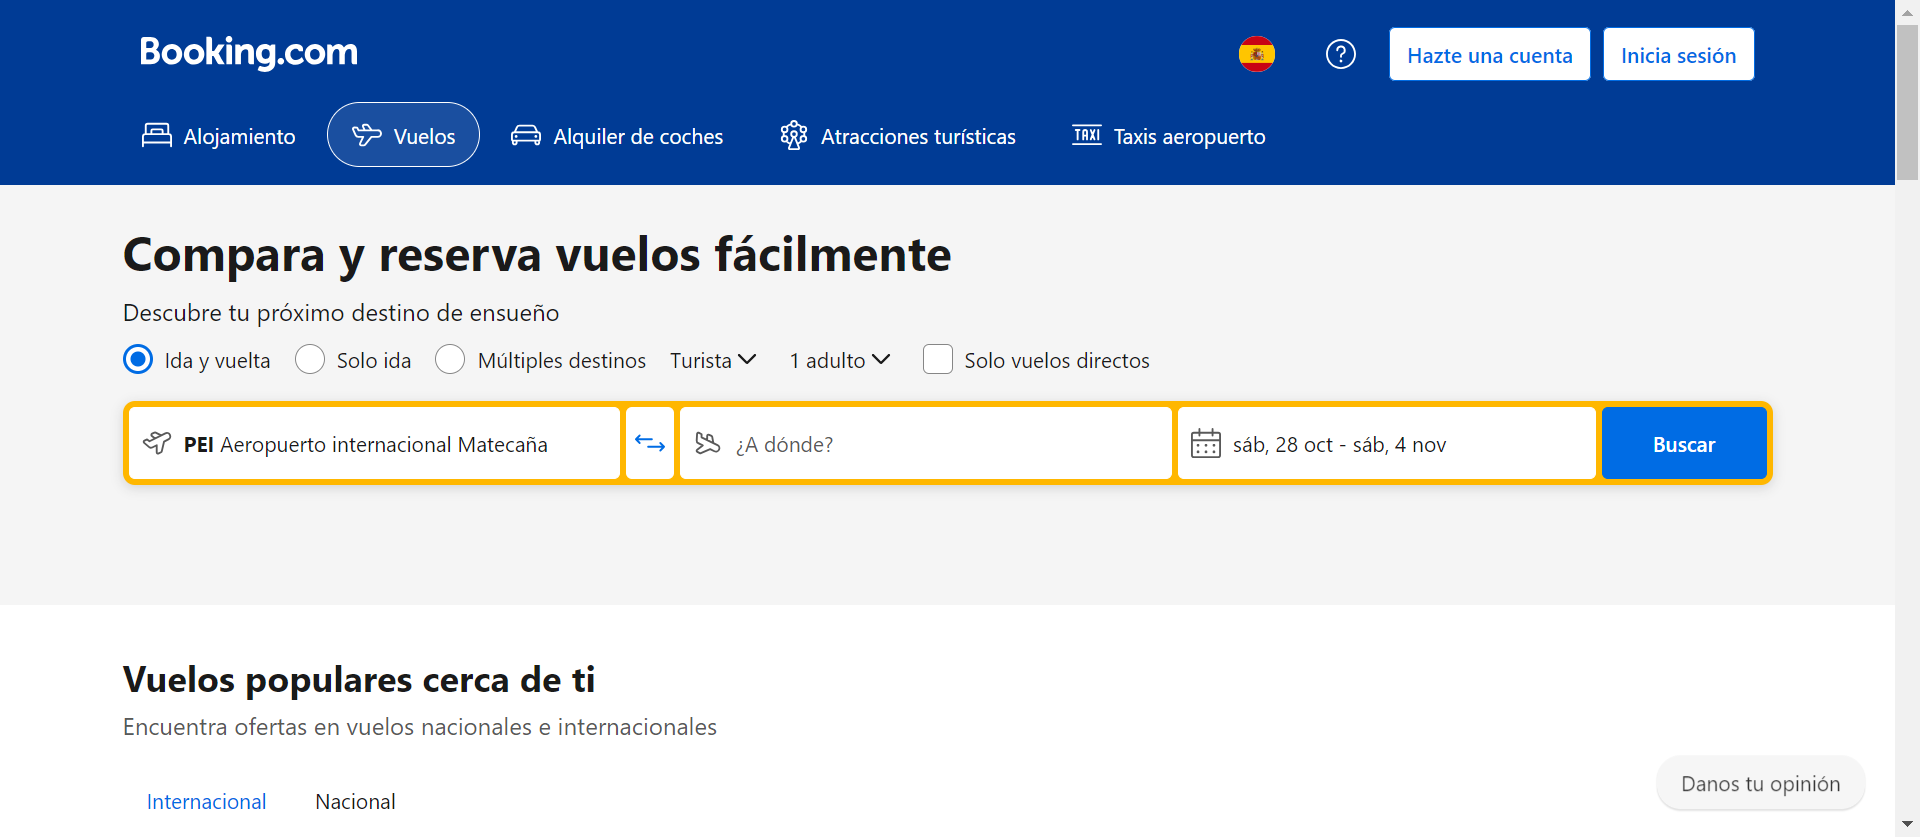 Booking.com
Hazte una cuenta
Inicia sesión
Alojamiento
Vuelos
Alquiler de coches
Atracciones turísticas
TAXI Taxis aeropuerto
Compara y reserva vuelos fácilmente
Descubre tu próximo destino de ensueño
Ida y vuelta Solo ida Múltiples destinos Turista 1 adulto Solo vuelos directos
PEI Aeropuerto internacional Matecaña ¿A dónde? sáb, 28 oct - sáb, 4 nov Buscar
Vuelos populares cerca de ti
Encuentra ofertas en vuelos nacionales e internacionales
Internacional Nacional
Danos tu opinión